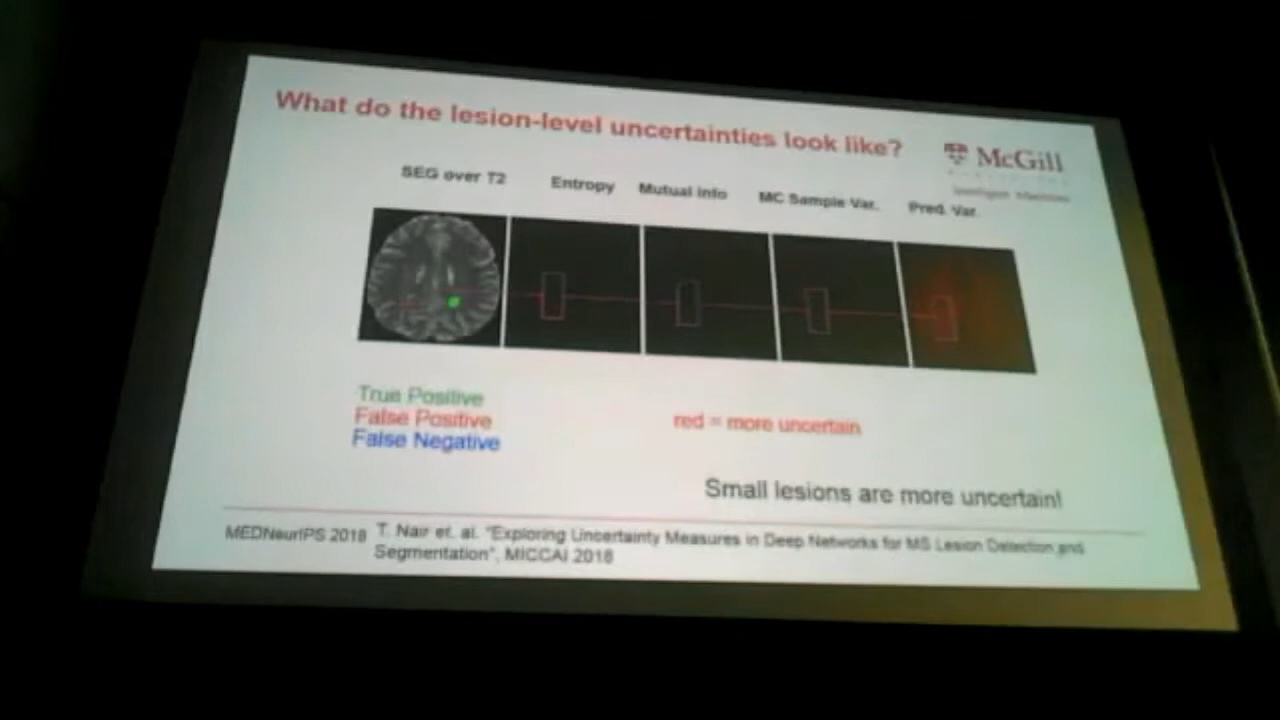 What do the lesion-level uncertainties look like?
McGill
SEG over T2
Entropy
Mutual Info
MC Sample Var.
Pred. Var.
True Positive
False Positive
False Negative
red = more uncertain
Small lesions are more uncertain!
MEDNeurIPS 2018
T. Nair et. al. "Exploring Uncertainty Measures in Deep Networks for MS Lesion Detection and
Segmentation", MICCAI 2018